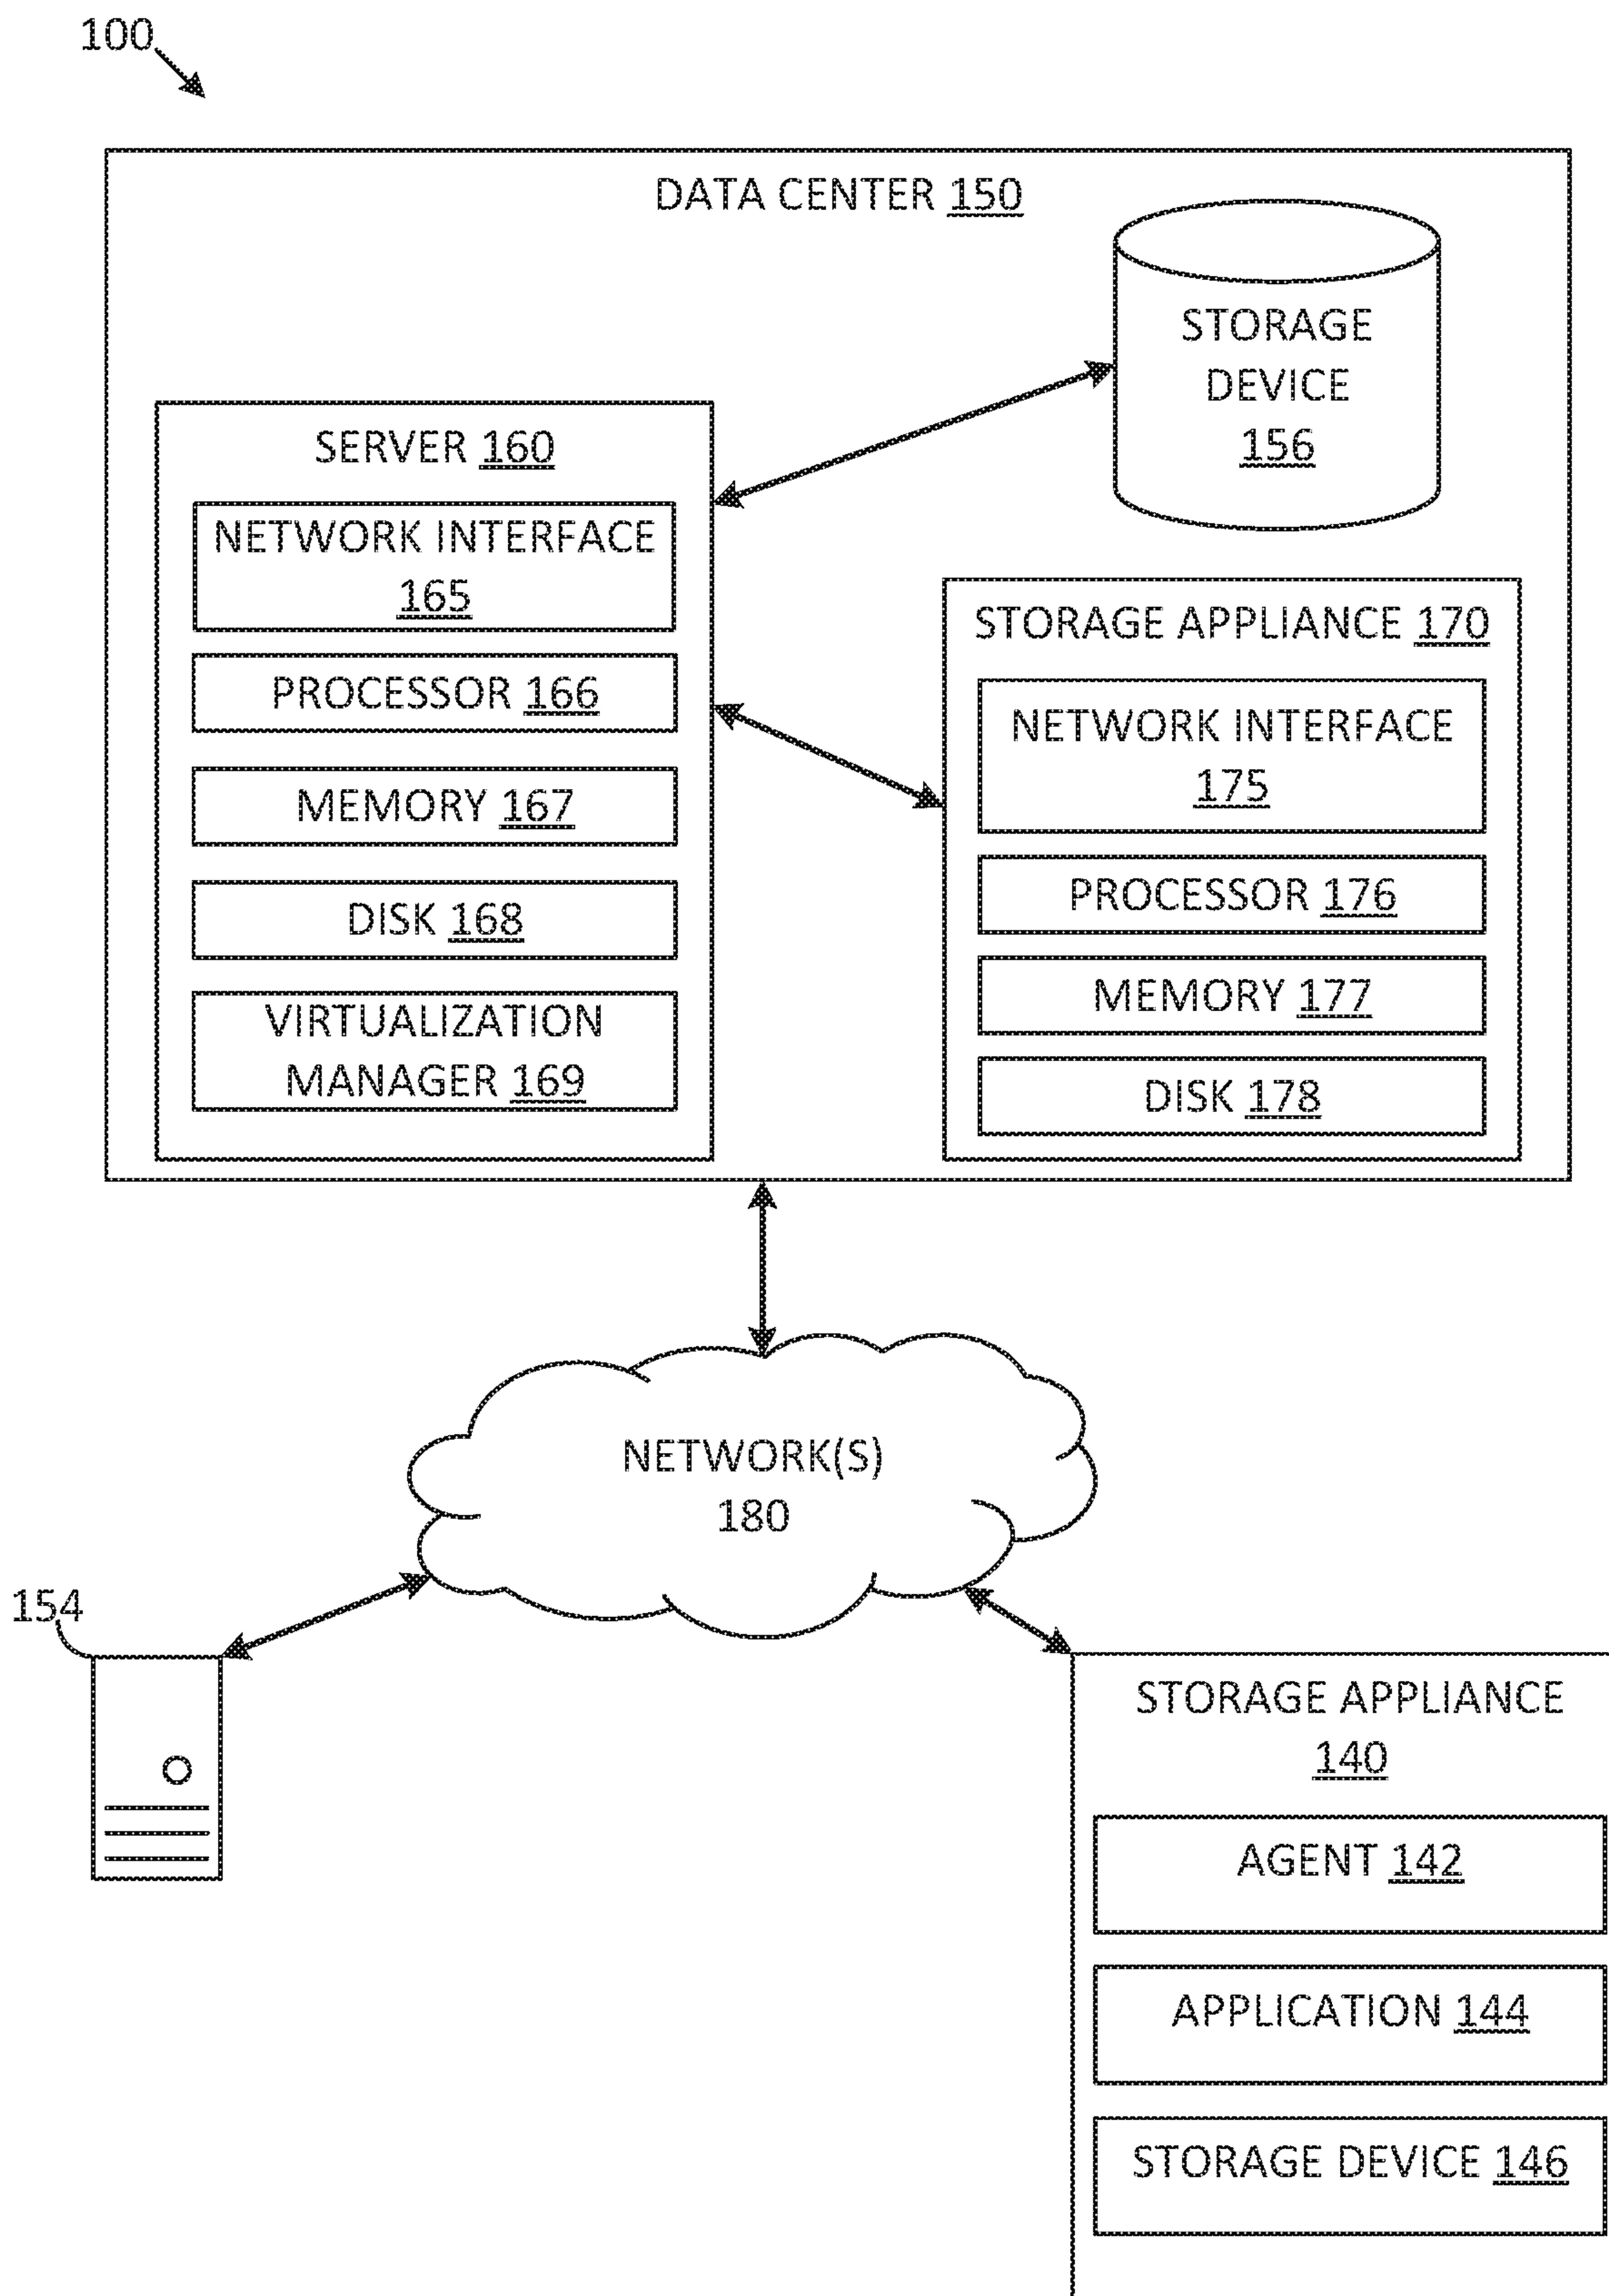 100
DATA CENTER 150
STORAGE
DEVICE
156
SERVER 160
NETWORK INTERFACE
165
PROCESSOR 166
MEMORY 167
DISK 168
VIRTUALIZATION
MANAGER 169
STORAGE APPLIANCE 170
NETWORK INTERFACE
175
PROCESSOR 176
MEMORY 177
DISK 178
NETWORK(S)
180
154
STORAGE APPLIANCE
140
AGENT 142
APPLICATION 144
STORAGE DEVICE 146